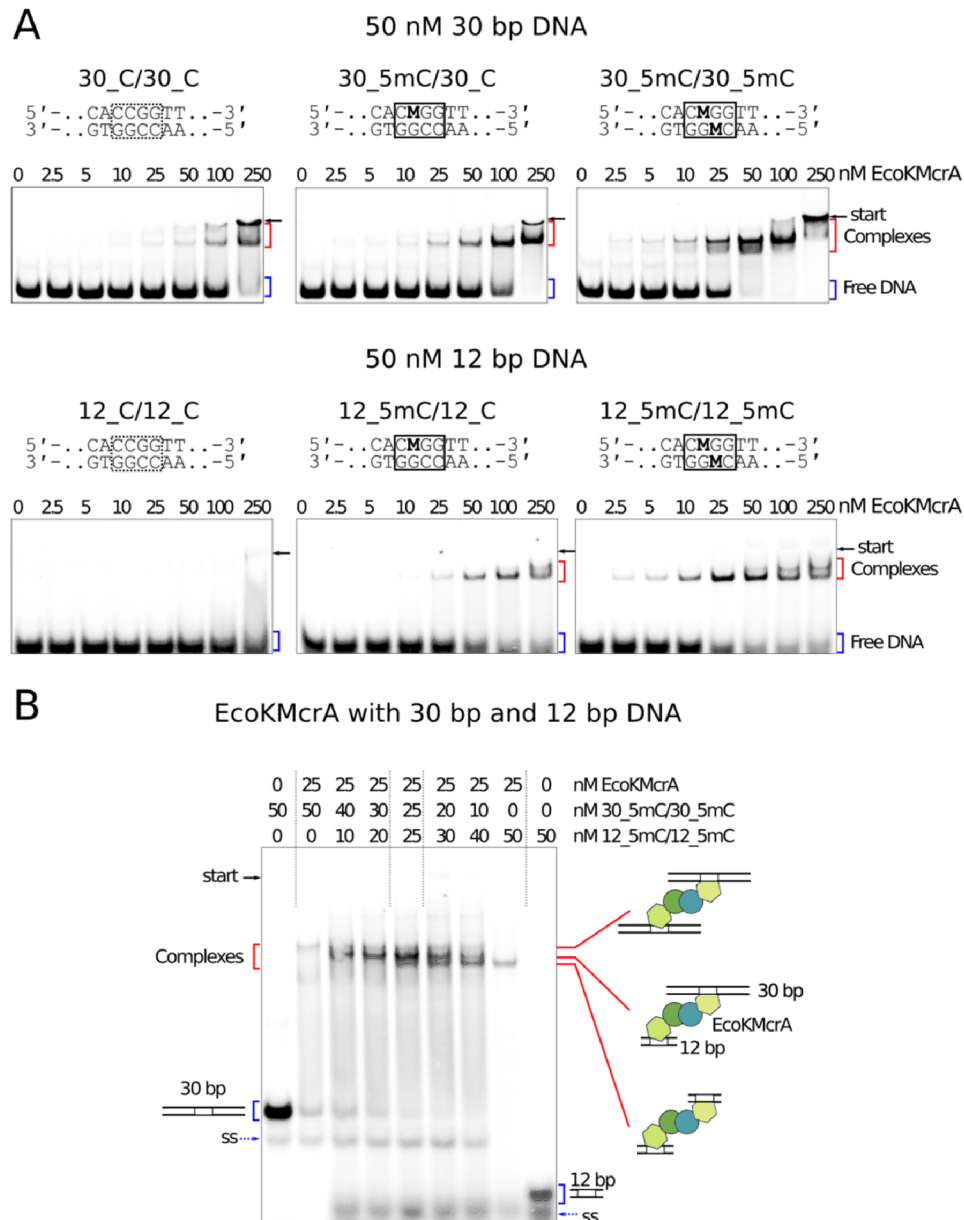 A
50 nM 30 bp DNA
30_C/30_C 30_5mC/30_C 30_5mC/30_5mC
5'-..CACCGGTT..-3' 5'-..CACMGGTT..-3' 5'-..CACMGGTT..-3'
3'-..GTGGCCAA..-5' 3'-..GTGGCCAA..-5' 3'-..GTGGMCAA..-5'
0 2.5 5 10 25 50 100 250 0 2.5 5 10 25 50 100 250 0 2.5 5 10 25 50 100 250 nM EcoKMcrA
start
Complexes
Free DNA
50 nM 12 bp DNA
12_C/12_C 12_5mC/12_C 12_5mC/12_5mC
5'-..CACCGGTT..-3' 5'-..CACMGGTT..-3' 5'-..CACMGGTT..-3'
3'-..GTGGCCAA..-5' 3'-..GTGGCCAA..-5' 3'-..GTGGMCAA..-5'
0 2.5 5 10 25 50 100 250 0 2.5 5 10 25 50 100 250 0 2.5 5 10 25 50 100 250 nM EcoKMcrA
start
Complexes
Free DNA
B
EcoKMcrA with 30 bp and 12 bp DNA
0 25 25 25 25 25 25 25 0 nM EcoKMcrA
50 50 40 30 25 20 10 0 0 nM 30_5mC/30_5mC
0 0 10 20 25 30 40 50 50 nM 12_5mC/12_5mC
start
Complexes
30 bp
EcoKMcrA
12 bp
30 bp
ss
12 bp
ss